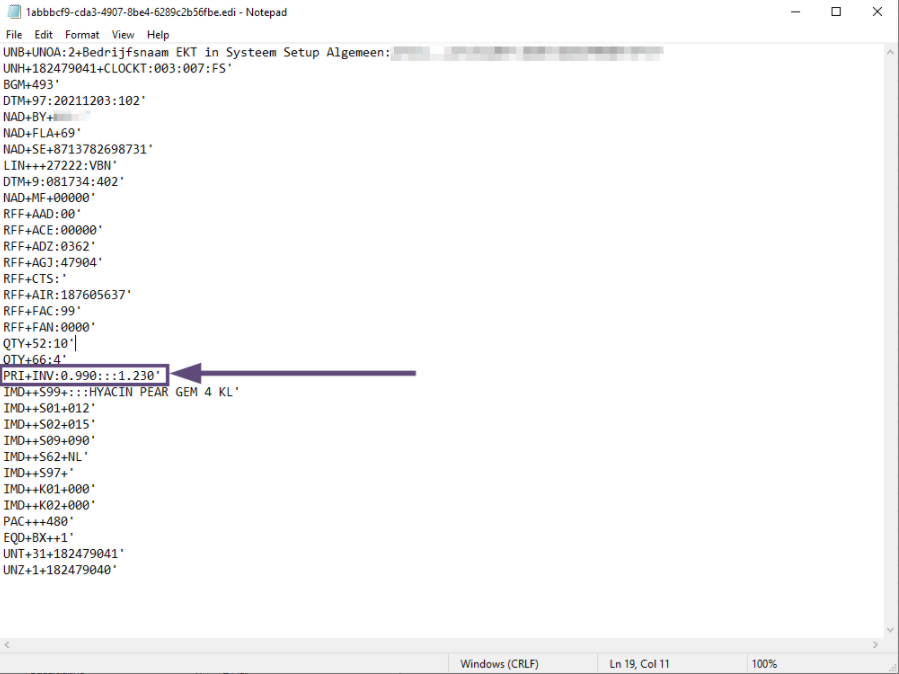 1abbbcf9-cda3-4907-8be4-6289c2b56fbe.edi - Notepad
File Edit Format View Help
UNB+UNOA:2+Bedrijfsnaam EKT in Systeem Setup Algemeen:
UNH+182479041+CLOCKT:003:007:FS'
BGM+493'
DTM+97:20211203:102'
NAD+BY+
NAD+FLA+69'
NAD+SE+8713782698731'
LIN+++27222:VBN'
DTM+9:081734:402'
NAD+MF+00000'
RFF+AAD:00'
RFF+ACE:00000'
RFF+ADZ:0362'
RFF+AGJ:47904'
RFF+CTS:'
RFF+AIR:187605637'
RFF+FAC:99'
RFF+FAN:0000'
QTY+52:10'
QTY+66:4'
PRI+INV:0.990:::1.230'
IMD++S99+:::HYACIN PEAR GEM 4 KL'
IMD++S01+012'
IMD++S02+015'
IMD++S09+090'
IMD++S62+NL'
IMD++S97+'
IMD++K01+000'
IMD++K02+000'
PAC+++480'
EQD+BX++1'
UNT+31+182479041'
UNZ+1+182479040'
Windows (CRLF) Ln 19, Col 11 100%